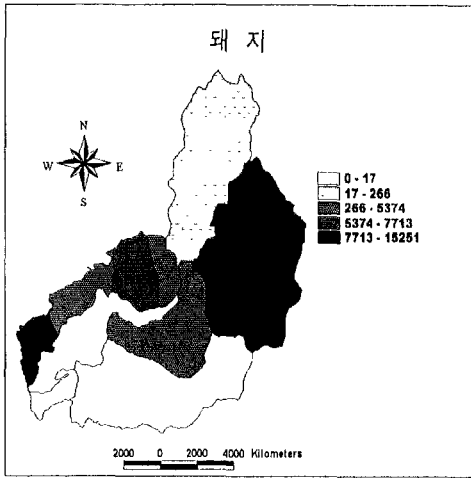 돼 지
N
W E
S
0 - 17
17 - 266
266 - 5374
5374 - 7713
7713 - 15251
2000 0 2000 4000 Kilometers